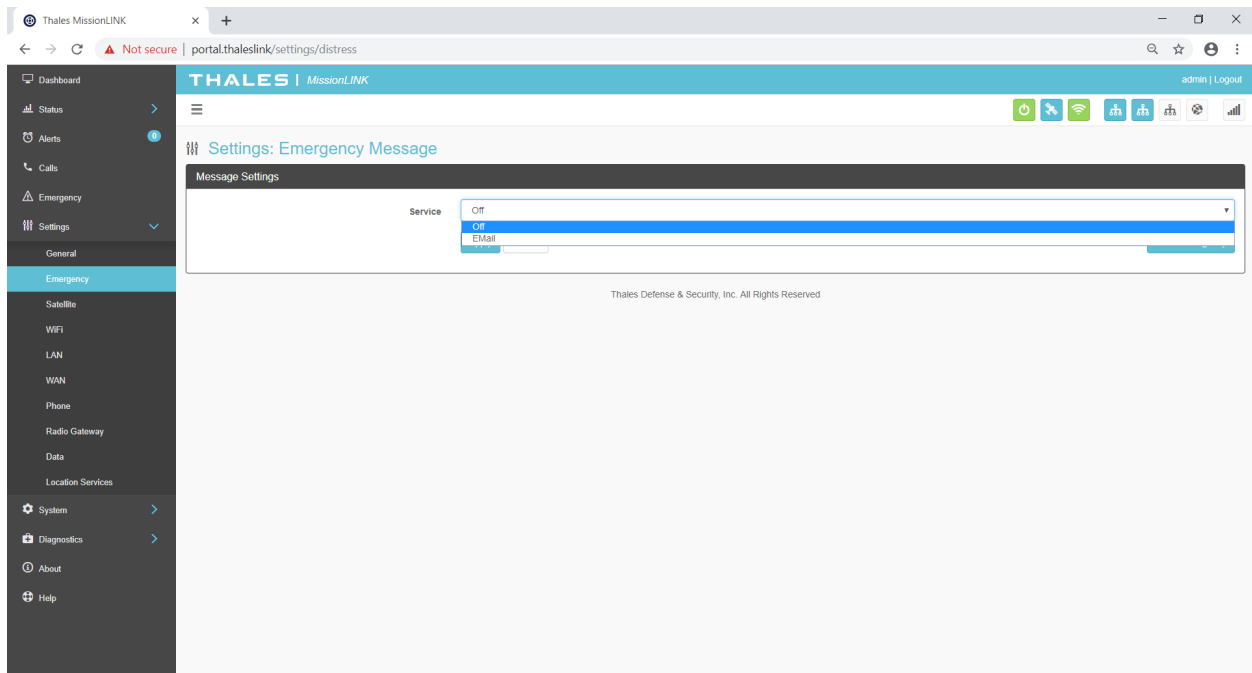 Thales MissionLINK
Not secure | portal.thaleslink/settings/distress
Dashboard
THALES | MissionLINK
admin | Logout
Status
Alerts
0
Calls
Emergency
Settings
General
Emergency
Satellite
WiFi
LAN
WAN
Phone
Radio Gateway
Data
Location Services
System
Diagnostics
About
Help
Settings: Emergency Message
Message Settings
Service
Off
Off
EMail
Thales Defense & Security, Inc. All Rights Reserved